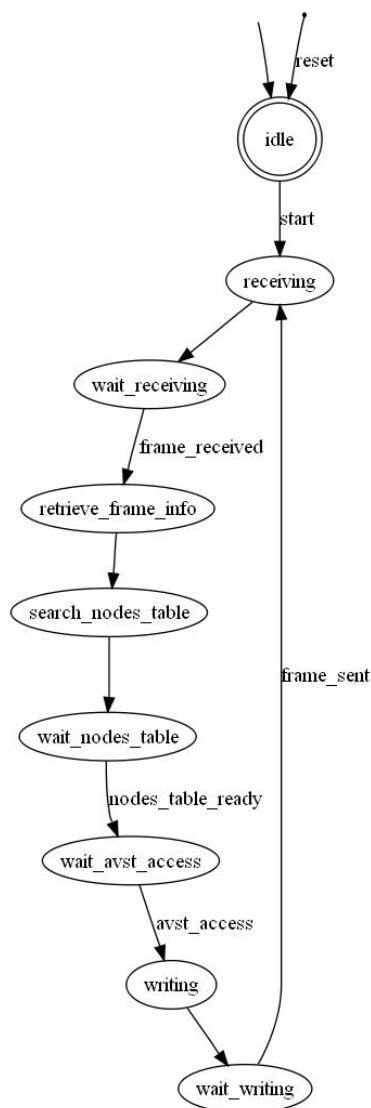 reset
idle
start
receiving
wait_receiving
frame_received
retrieve_frame_info
search_nodes_table
frame_sent
wait_nodes_table
nodes_table_ready
wait_avst_access
avst_access
writing
wait_writing